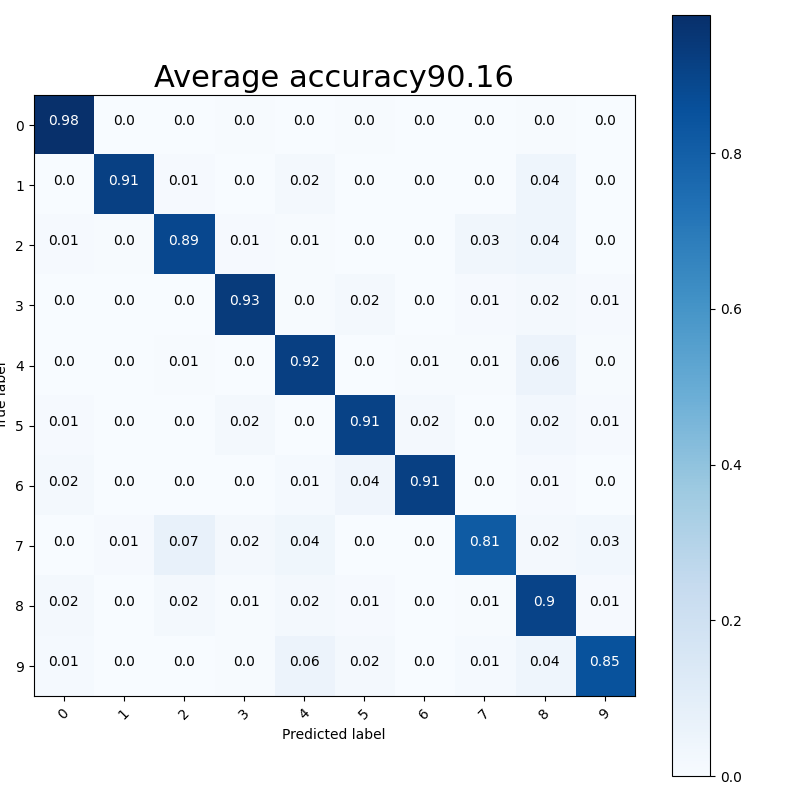 Average accuracy90.16
0 0.98 0.0 0.0 0.0 0.0 0.0 0.0 0.0 0.0 0.0
1 0.0 0.91 0.01 0.0 0.02 0.0 0.0 0.0 0.04 0.0
2 0.01 0.0 0.89 0.01 0.01 0.0 0.0 0.03 0.04 0.0
3 0.0 0.0 0.0 0.93 0.0 0.02 0.0 0.01 0.02 0.01
4 0.0 0.0 0.01 0.0 0.92 0.0 0.01 0.01 0.06 0.0
5 0.01 0.0 0.0 0.02 0.0 0.91 0.02 0.0 0.02 0.01
6 0.02 0.0 0.0 0.0 0.01 0.04 0.91 0.0 0.01 0.0
7 0.0 0.01 0.07 0.02 0.04 0.0 0.0 0.81 0.02 0.03
8 0.02 0.0 0.02 0.01 0.02 0.01 0.0 0.01 0.9 0.01
9 0.01 0.0 0.0 0.0 0.06 0.02 0.0 0.01 0.04 0.85
0 1 2 3 4 5 6 7 8 9
Predicted label
0.8
0.6
0.4
0.2
0.0